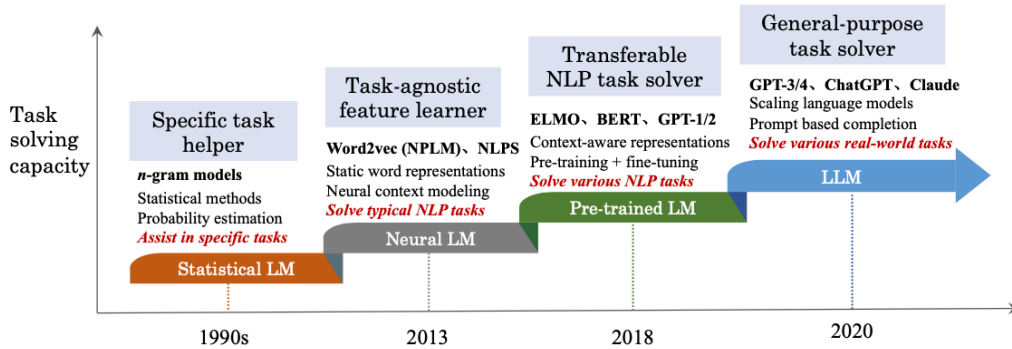 Task
solving
capacity
Specific task
helper
n-gram models
Statistical methods
Probability estimation
Assist in specific tasks
Statistical LM
1990s
Task-agnostic
feature learner
Word2vec (NPLM)、NLPS
Static word representations
Neural context modeling
Solve typical NLP tasks
Neural LM
2013
Transferable
NLP task solver
ELMO、BERT、GPT-1/2
Context-aware representations
Pre-training + fine-tuning
Solve various NLP tasks
Pre-trained LM
2018
General-purpose
task solver
GPT-3/4、ChatGPT、Claude
Scaling language models
Prompt based completion
Solve various real-world tasks
LLM
2020